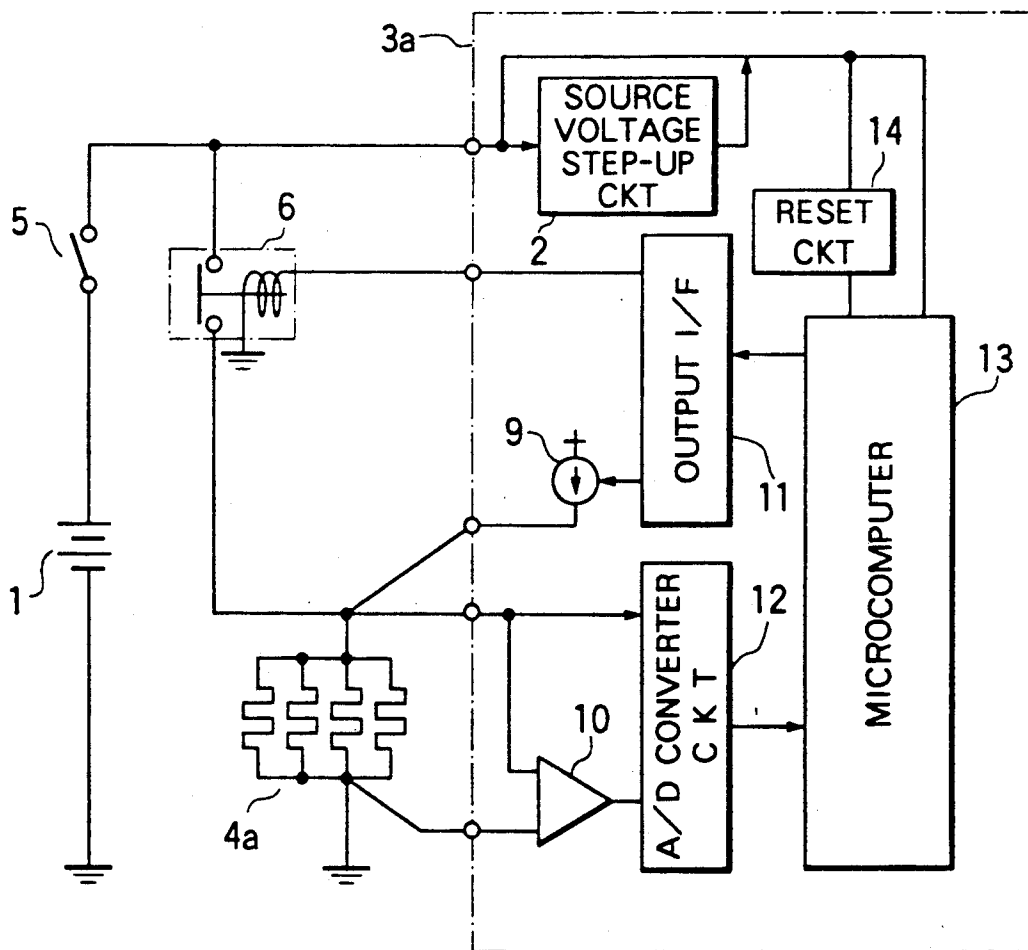 3a
SOURCE
VOLTAGE
STEP-UP
CKT
2
14
RESET
CKT
5
6
OUTPUT I/F
11
13
MICROCOMPUTER
9
1
12
A/D CONVERTER
CKT
10
4a